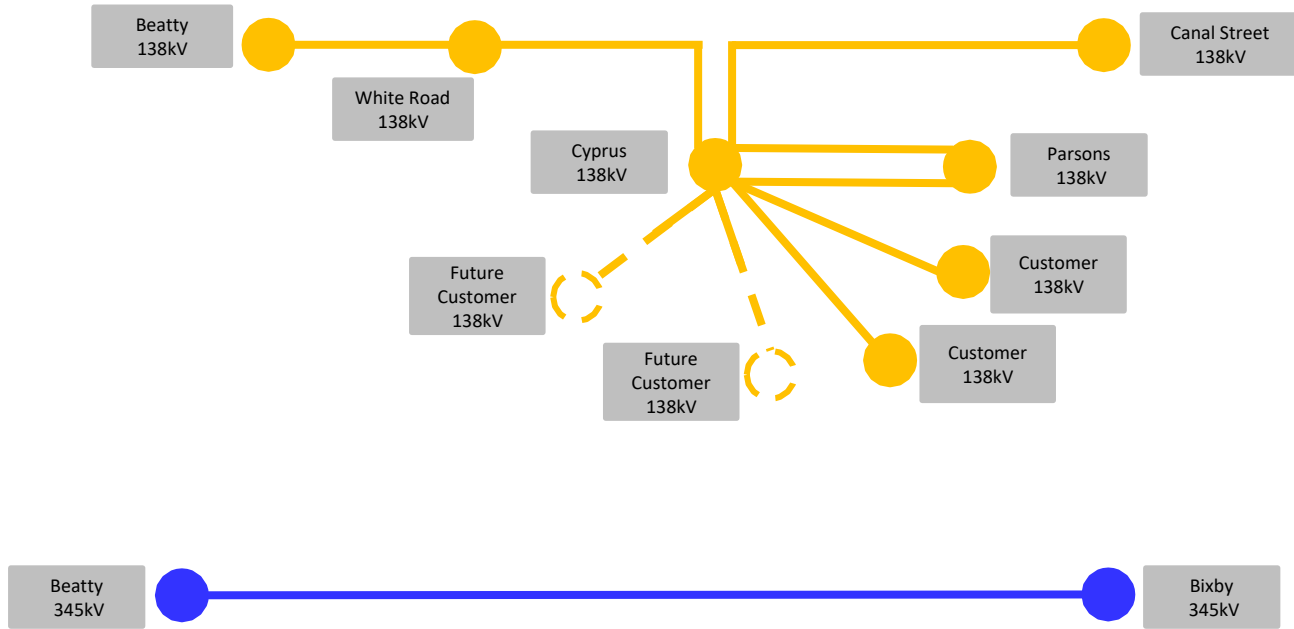 Beatty
138kV
Canal Street
138kV
White Road
138kV
Cyprus
138kV
Parsons
138kV
Future
Customer
138kV
Customer
138kV
Future
Customer
138kV
Customer
138kV
Beatty
345kV
Bixby
345kV